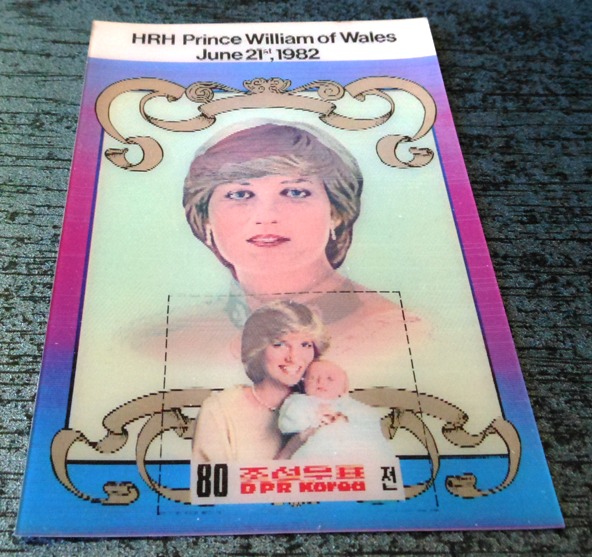 HRH Prince William of Wales
June 21st, 1982
80 조선우표 전
DPR Korea